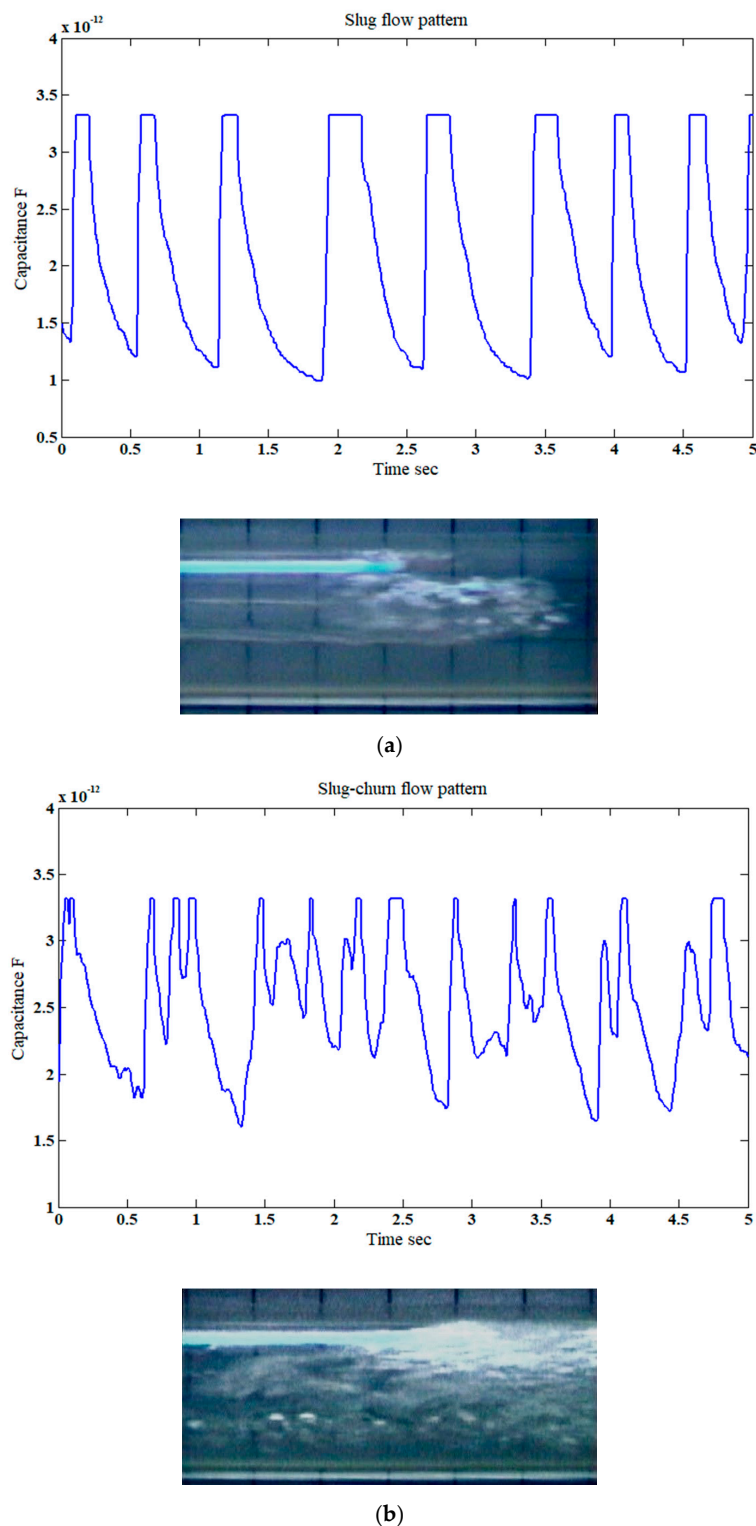 Slug flow pattern
x 10-12
4
3.5
3
2.5
2
1.5
1
0.5
Capacitance F
0 0.5 1 1.5 2 2.5 3 3.5 4 4.5 5
Time sec
(a)
Slug-churn flow pattern
x 10-12
4
3.5
3
2.5
2
1.5
1
Capacitance F
0 0.5 1 1.5 2 2.5 3 3.5 4 4.5 5
Time sec
(b)